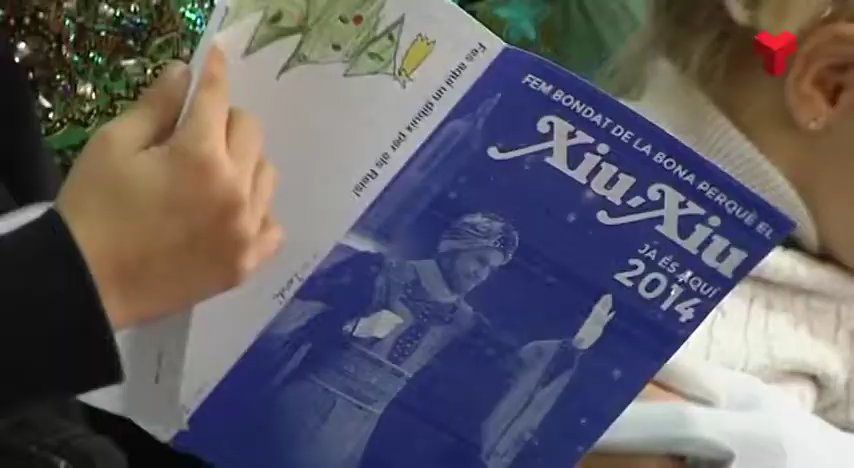 FEM BONDAT DE LA BONA PERQUÈ EL
Xiu-Xiu
JA ÉS AQUÍ
2014
Fes aquí un dibuix per als Reis!